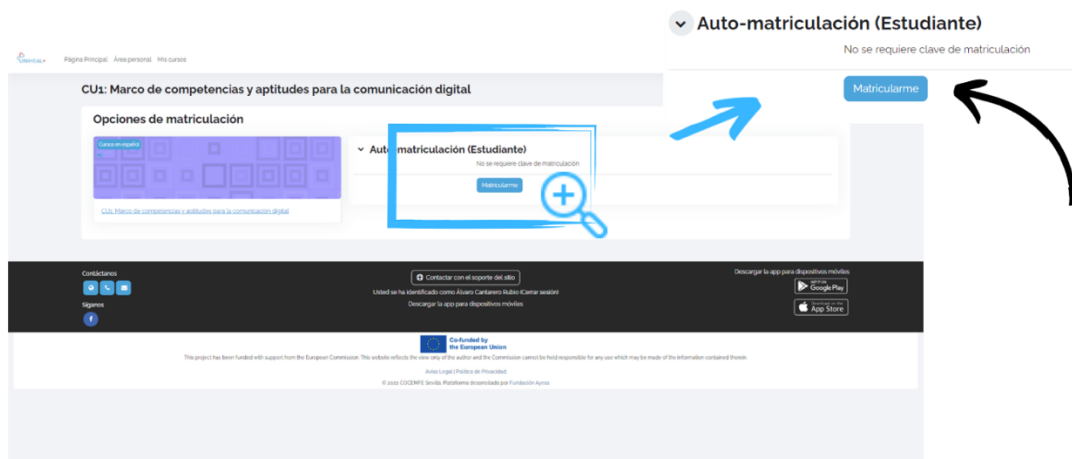 Auto-matriculación (Estudiante)
No se requiere clave de matriculación
Matricularme
Página Principal Área personal Mis cursos
CU1: Marco de competencias y aptitudes para la comunicación digital
Opciones de matriculación
Cursos en español
CU1: Marco de competencias y aptitudes para la comunicación digital
Auto-matriculación (Estudiante)
No se requiere clave de matriculación
Matricularme
Contáctanos
Síganos
Contactar con el soporte del sitio
Usted se ha identificado como Álvaro Cantarero Rubio (Cerrar sesión)
Descargar la app para dispositivos móviles
Descargar la app para dispositivos móviles
GET IT ON
Google Play
Download on the
App Store
Co-funded by
the European Union
This project has been funded with support from the European Commission. This website reflects the view only of the author and the Commission cannot be held responsible for any use which may be made of the information contained therein.
Aviso Legal | Política de Privacidad
© 2022 COCEMFE Sevilla. Plataforma desarrollada por Fundación Ayesa